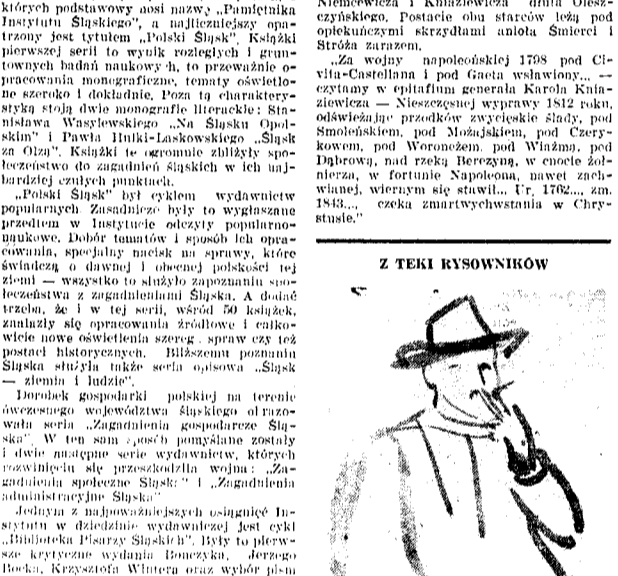 których podstawowy nosi nazwę „Pamiętnika
Instytutu Śląskiego", a najliczniejszy opa-
trzony jest tytułem „Polski Śląsk". Książki
pierwszej serii to wynik rozległych i grun-
townych badań naukowych, to przeważnie o-
pracowania monograficzne, tematy oświetlo-
ne szeroko i dokładnie. Poza tą charaktery-
styką stoją dwie monografie literackie: Sta-
nisława Wasylewskiego „Na Śląsku Opol-
skim" i Pawła Hulki-Laskowskiego „Śląsk
za Olzą". Książki te ogromnie zbliżyły spo-
łeczeństwo do zagadnień śląskich w ich naj-
bardziej czułych punktach.
„Polski Śląsk" był cyklem wydawnictw
popularnych. Zasadnicze były to wygłaszane
przedtem w Instytucie odczyty popularno-
naukowe. Dobór tematów i sposób ich opra-
cowania, specjalny nacisk na sprawy, które
świadczą o dawnej i obecnej polskości tej
ziemi — wszystko to służyło zapoznaniu spo-
łeczeństwa z zagadnieniami Śląska. A dodać
trzeba, że i w tej serii, wśród 50 książek,
znalazły się opracowania źródłowe i całko-
wicie nowe oświetlenia szeregu spraw czy też
postaci historycznych. Bliższemu poznaniu
Śląska służyła także seria opisowa „Śląsk
— ziemia i ludzie".
Dorobek gospodarki polskiej na terenie
ówczesnego województwa śląskiego obrazo-
wała seria „Zagadnienia gospodarcze Ślą-
ska". W ten sam sposób pomyślane zostały
i dwie następne serie wydawnictw, których
rozwinięciu się przeszkodziła wojna: „Za-
gadnienia społeczne Śląska" i „Zagadnienia
administracyjne Śląska"
Jednym z najpoważniejszych osiągnięć In-
stytutu w dziedzinie wydawniczej jest cykl
„Biblioteka Pisarzy Śląskich". Były to pierw-
sze krytyczne wydania Bonczyka, Jerzego
Bocka, Krzysztofa Wintera oraz wybór pism
Niemcewicza i Kniaziewicza dłuta Olesz-
czyńskiego. Postacie obu starców leżą pod
opiekuńczymi skrzydłami anioła Śmierci i
Stróża zarazem.
„Za wojny napoleońskiej 1798 pod Ci-
vita-Castellana i pod Gaeta wsławiony... —
czytamy w epitafium generała Karola Knia-
ziewicza — Nieszczęsnej wyprawy 1812 roku,
odświeżając przodków zwycięskie ślady, pod
Smoleńskiem, pod Możajskiem, pod Czery-
kowem, pod Woroneżem, pod Wiaźmą, pod
Dąbrową, nad rzeką Berezyną, w cnocie żoł-
nierza, w fortunie Napoleona, nawet zach-
wianej, wiernym się stawił... Ur. 1762..., zm.
1843..., czeka zmartwychwstania w Chry-
stusie."
Z TEKI RYSOWNIKÓW